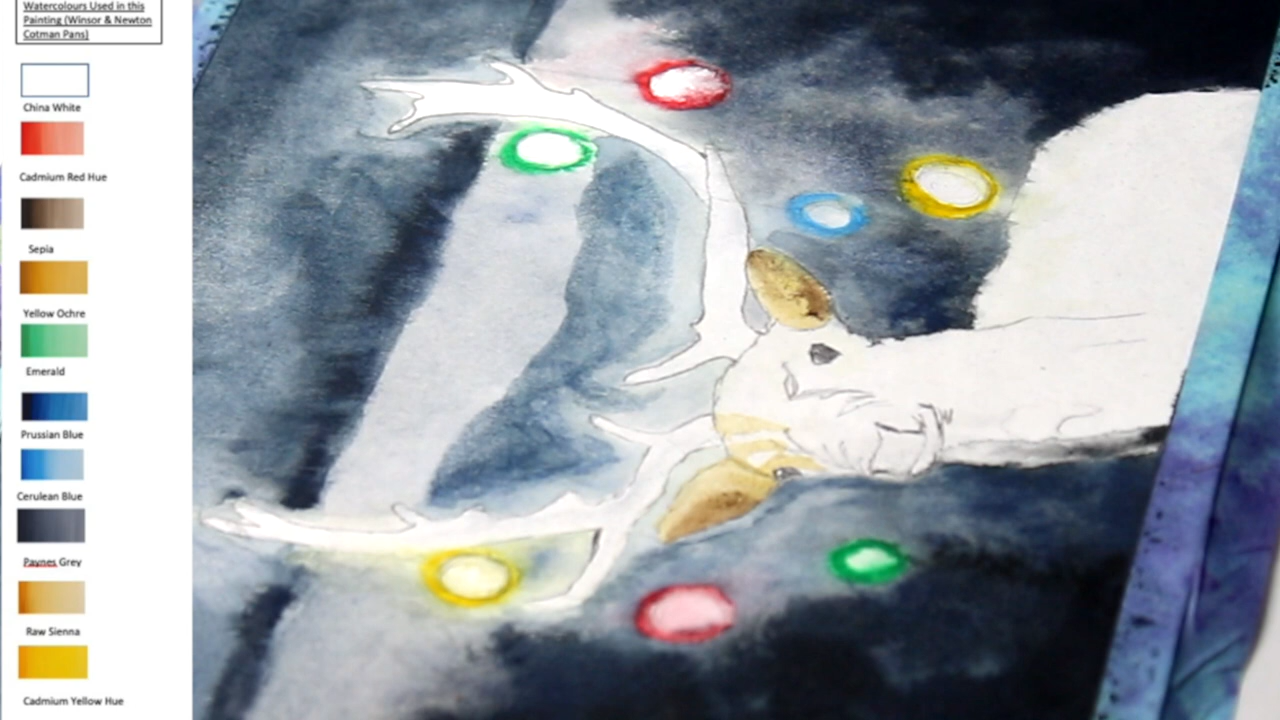 Watercolours Used in this
Painting (Winsor & Newton
Cotman Pans)
China White
Cadmium Red Hue
Sepia
Yellow Ochre
Emerald
Prussian Blue
Cerulean Blue
Paynes Grey
Raw Sienna
Cadmium Yellow Hue